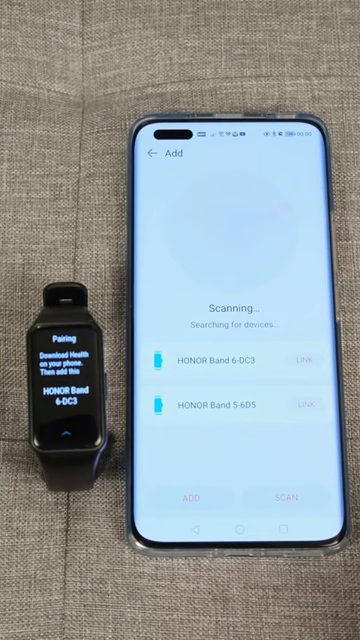 Add
Scanning...
Searching for devices...
HONOR Band 6-DC3
LINK
HONOR Band 5-6D5
LINK
ADD
SCAN
Pairing
Download Health
on your phone.
Then add this
HONOR Band
6-DC3